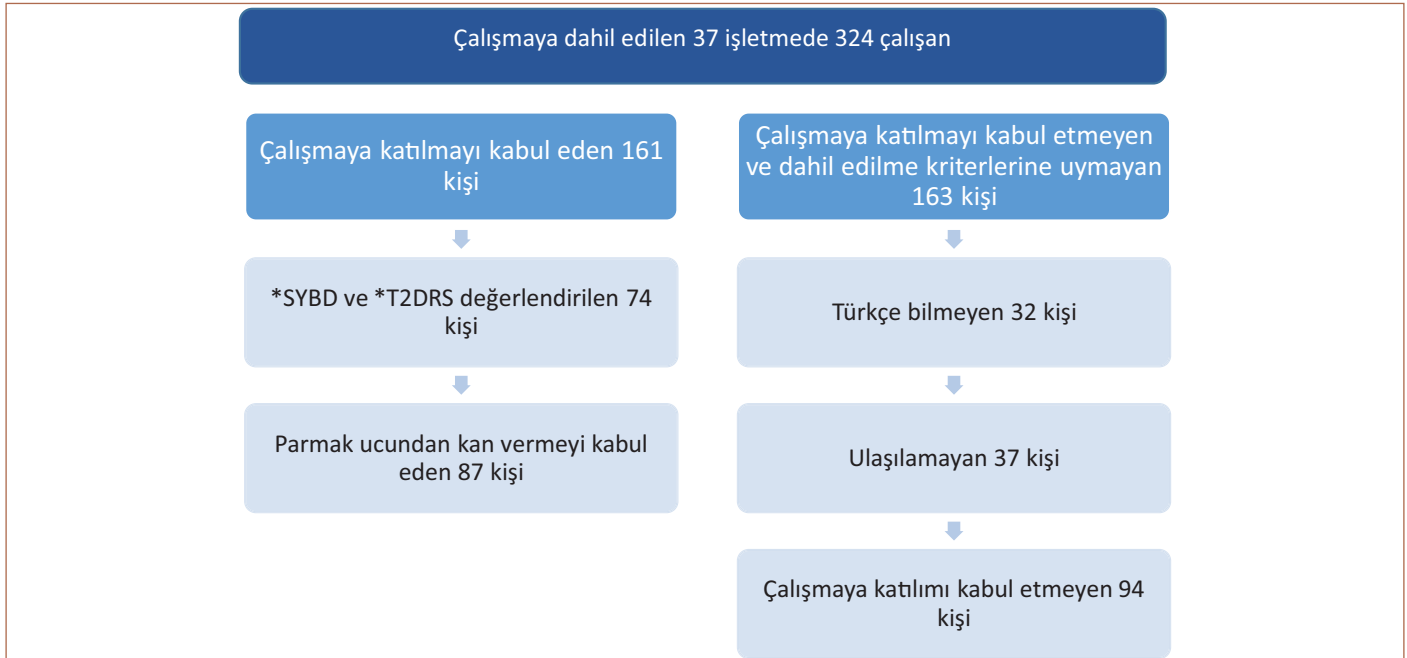 Çalışmaya dahil edilen 37 işletmede 324 çalışan
Çalışmaya katılmayı kabul eden 161
kişi
*SYBD ve *T2DRS değerlendirilen 74
kişi
Parmak ucundan kan vermeyi kabul
eden 87 kişi
Çalışmaya katılmayı kabul etmeyen
ve dahil edilme kriterlerine uymayan
163 kişi
Türkçe bilmeyen 32 kişi
Ulaşılamayan 37 kişi
Çalışmaya katılımı kabul etmeyen 94
kişi